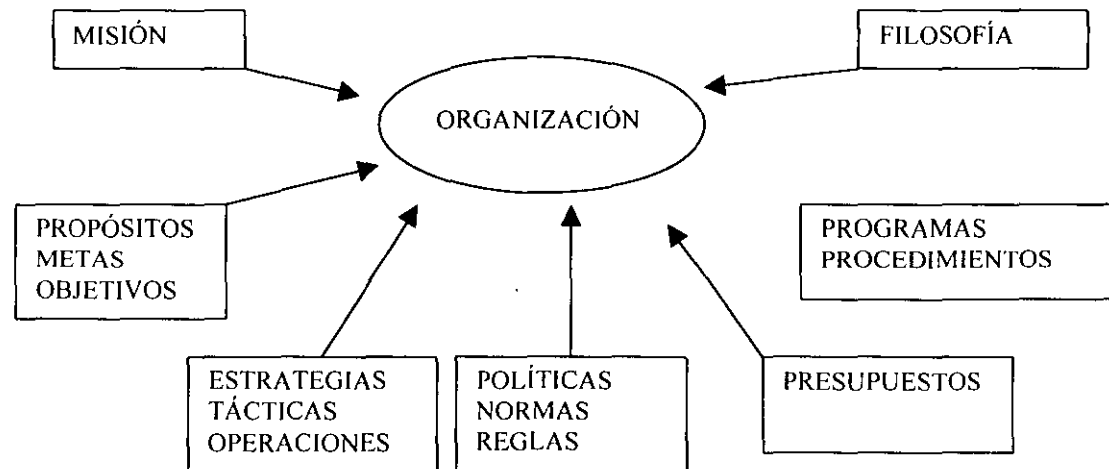 MISIÓN
FILOSOFÍA
ORGANIZACIÓN
PROPÓSITOS
METAS
OBJETIVOS
PROGRAMAS
PROCEDIMIENTOS
ESTRATEGIAS
TÁCTICAS
OPERACIONES
POLÍTICAS
NORMAS
REGLAS
PRESUPUESTOS